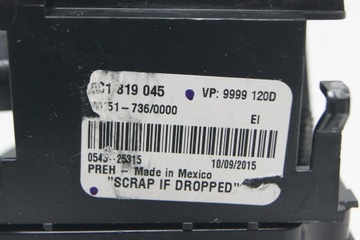 C1 819 045 VP: 9999 120D
51-736/0000 EI
0545 25315 10/09/2015
PREH - Made in Mexico
"SCRAP IF DROPPED"